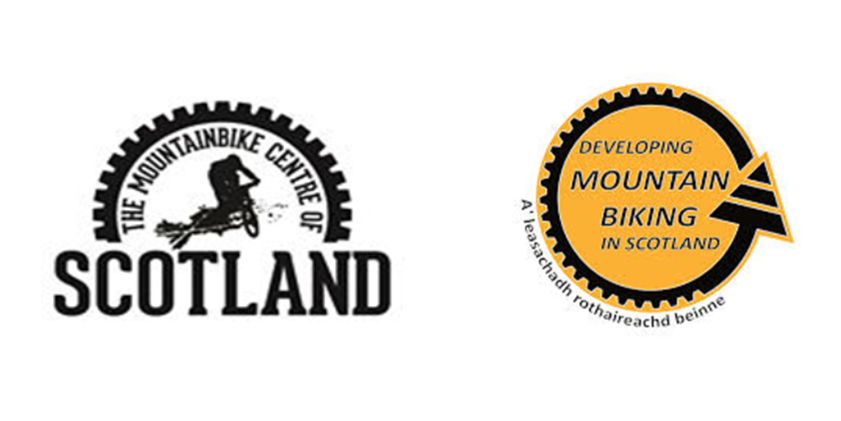 THE MOUNTAINBIKE CENTRE OF
SCOTLAND
DEVELOPING
MOUNTAIN
BIKING
IN SCOTLAND
A' leasachadh rothaireachd beinne